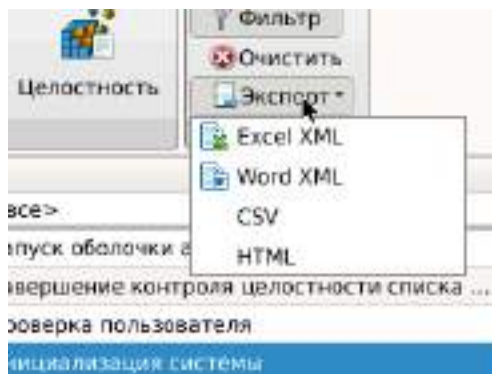 Фильтр
Очистить
Целостность
Экспорт
Excel XML
Word XML
CSV
HTML
все>
апуск оболочки а
авершение контроля целостности списка ...
роверка пользователя
нициализация системы